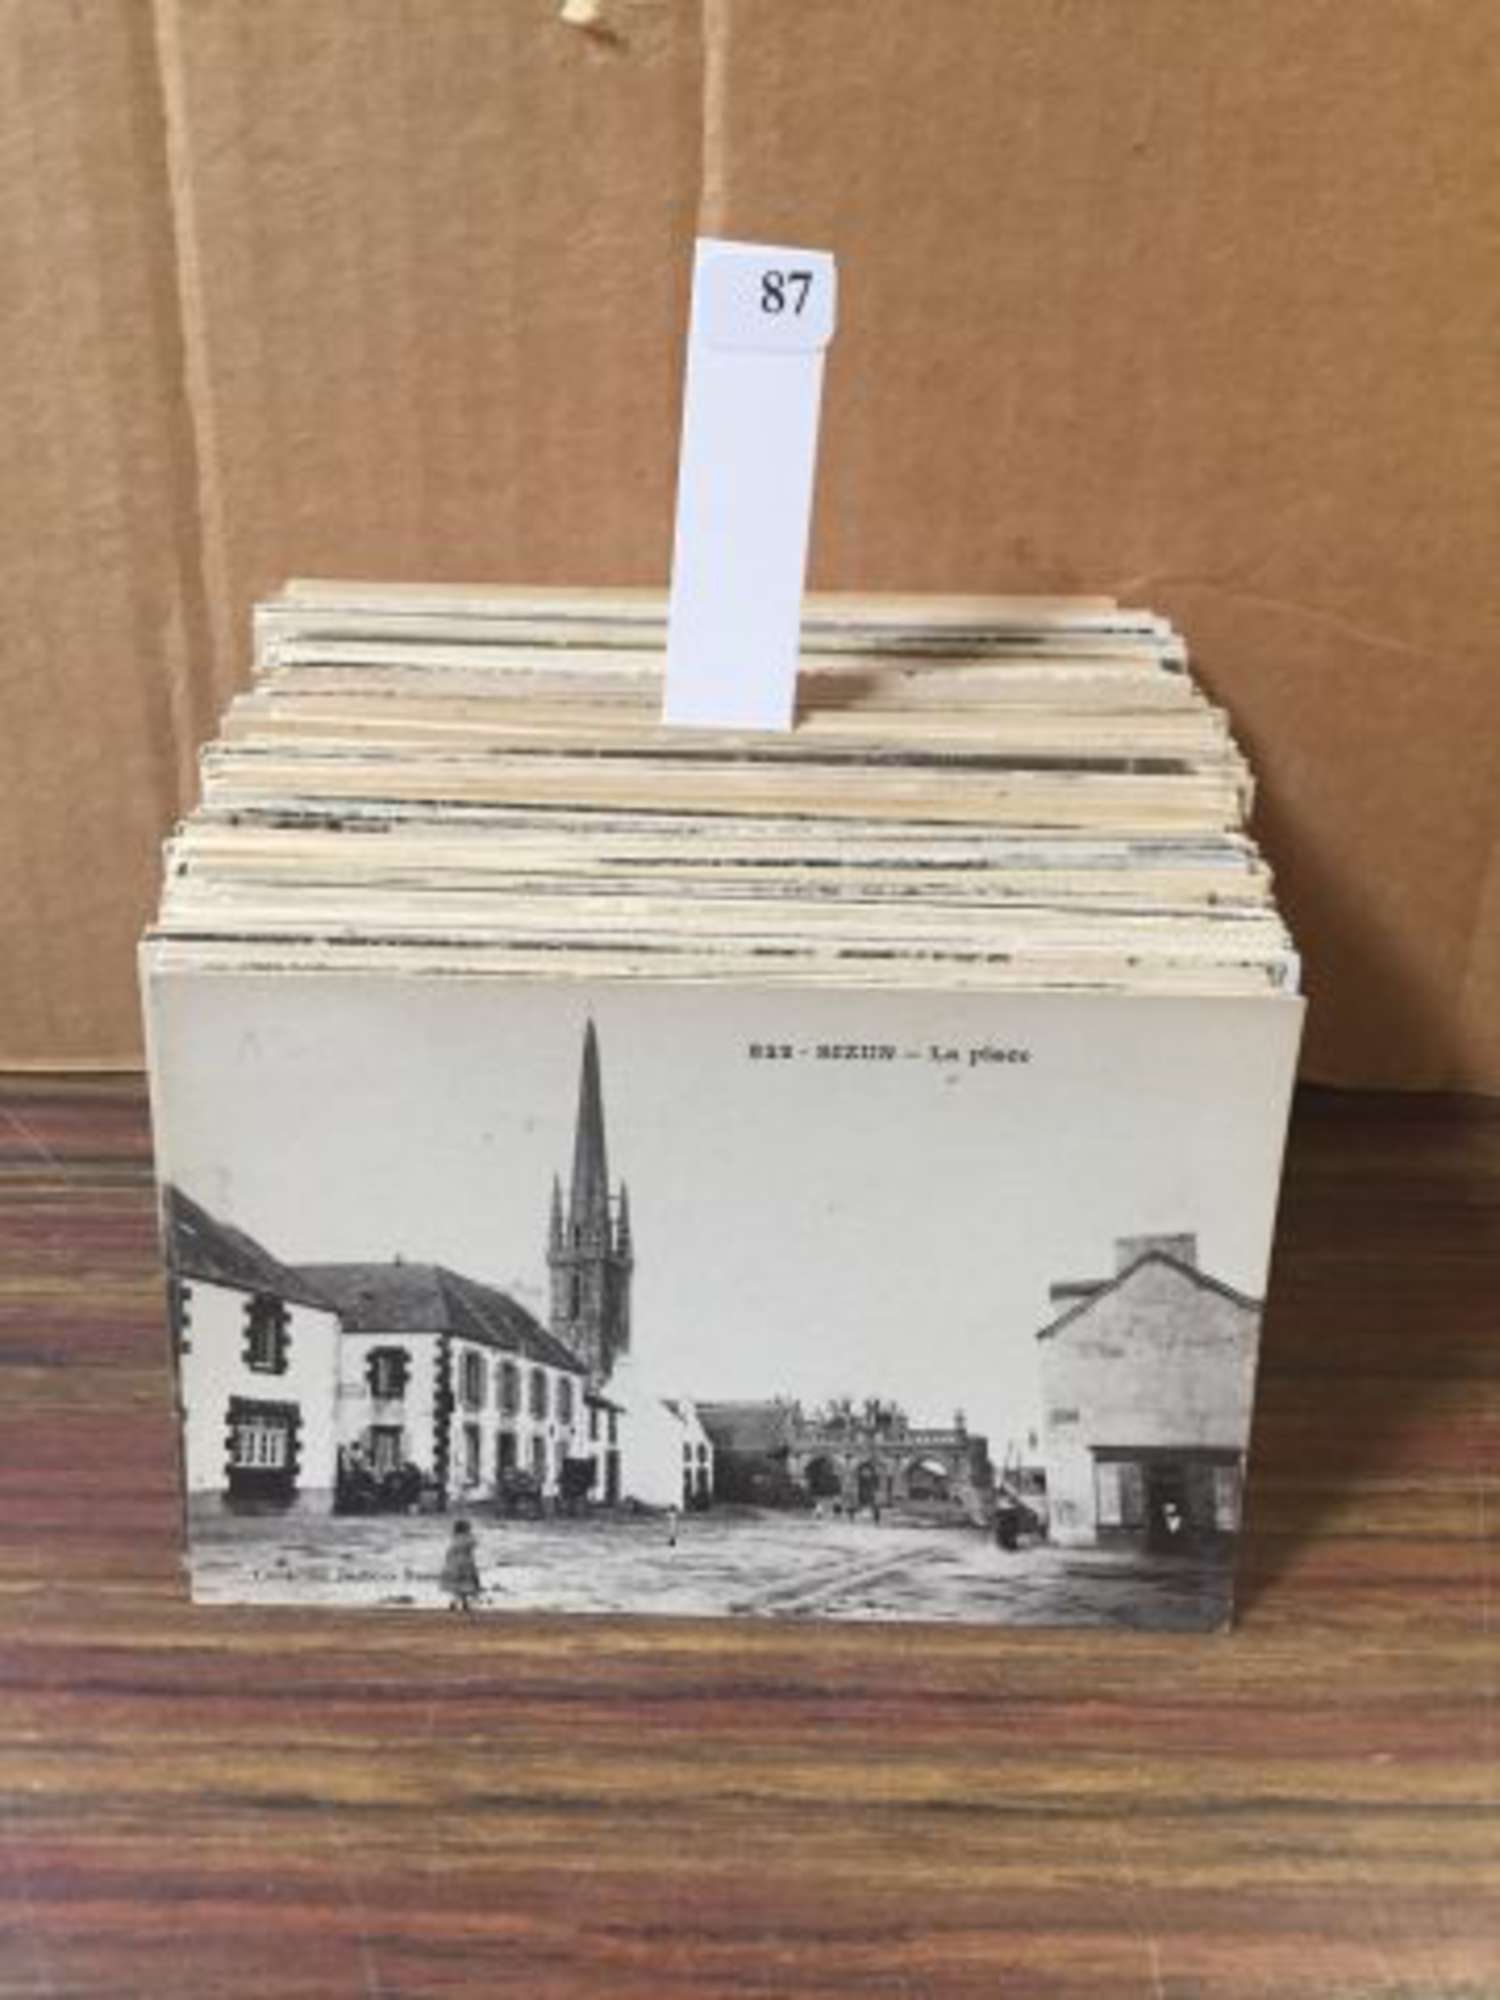 87
822 - SIZUN - La place